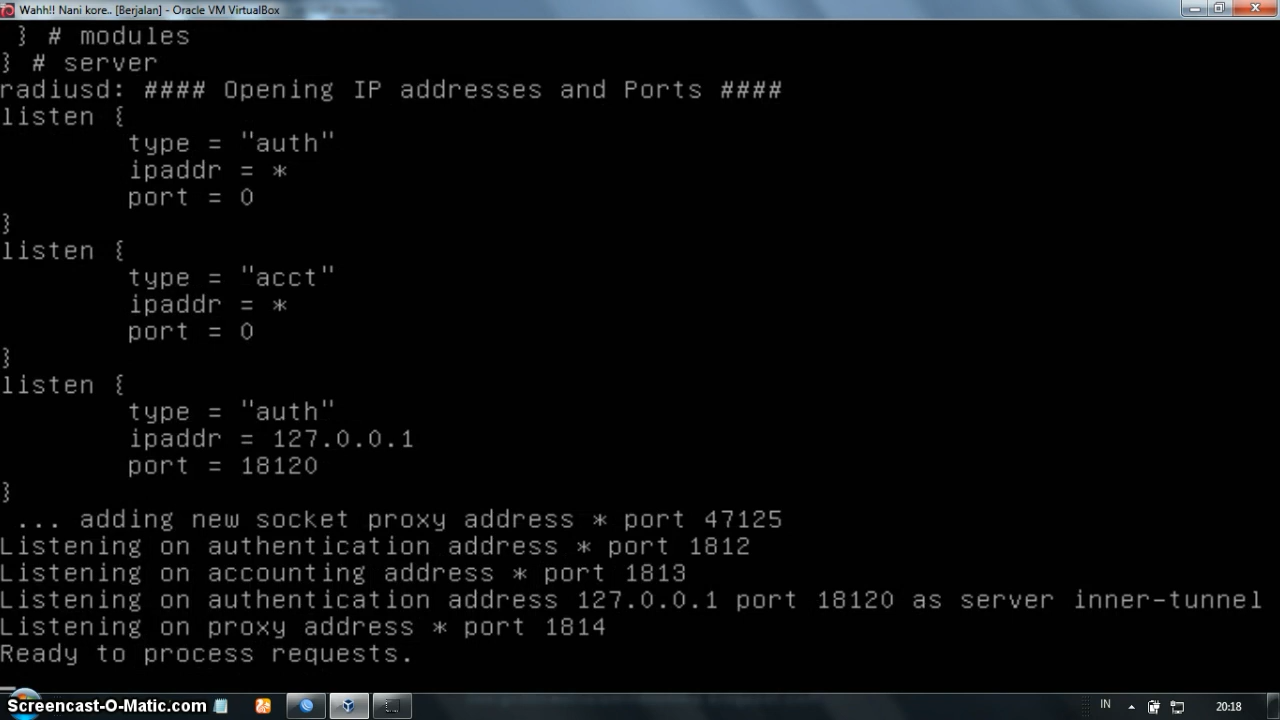 Wahh!! Nani kore.. [Berjalan] - Oracle VM VirtualBox
} # modules
} # server
radiusd: #### Opening IP addresses and Ports ####
listen {
type = "auth"
ipaddr = *
port = 0
}
listen {
type = "acct"
ipaddr = *
port = 0
}
listen {
type = "auth"
ipaddr = 127.0.0.1
port = 18120
}
... adding new socket proxy address * port 47125
Listening on authentication address * port 1812
Listening on accounting address * port 1813
Listening on authentication address 127.0.0.1 port 18120 as server inner-tunnel
Listening on proxy address * port 1814
Ready to process requests.
Screencast-O-Matic.com
IN
20:18